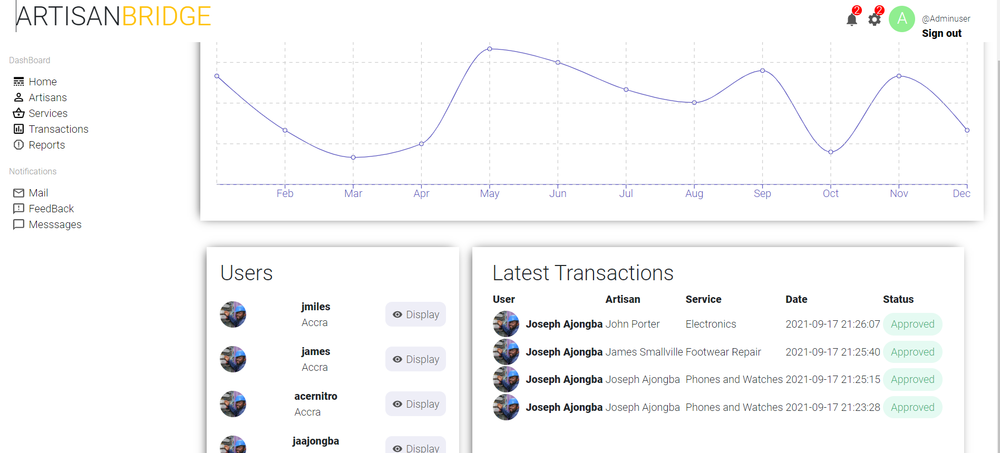 ARTISANBRIDGE
2 2 A @Adminuser
Sign out
DashBoard
Home
Artisans
Services
Transactions
Reports
Notifications
Mail
FeedBack
Messsages
Feb Mar Apr May Jun Jul Aug Sep Oct Nov Dec
Users
jmiles
Accra
Display
james
Accra
Display
acernitro
Accra
Display
jaajongba
Display
Latest Transactions
User Artisan Service Date Status
Joseph Ajongba John Porter Electronics 2021-09-17 21:26:07 Approved
Joseph Ajongba James Smallville Footwear Repair 2021-09-17 21:25:40 Approved
Joseph Ajongba Joseph Ajongba Phones and Watches 2021-09-17 21:25:15 Approved
Joseph Ajongba Joseph Ajongba Phones and Watches 2021-09-17 21:23:28 Approved